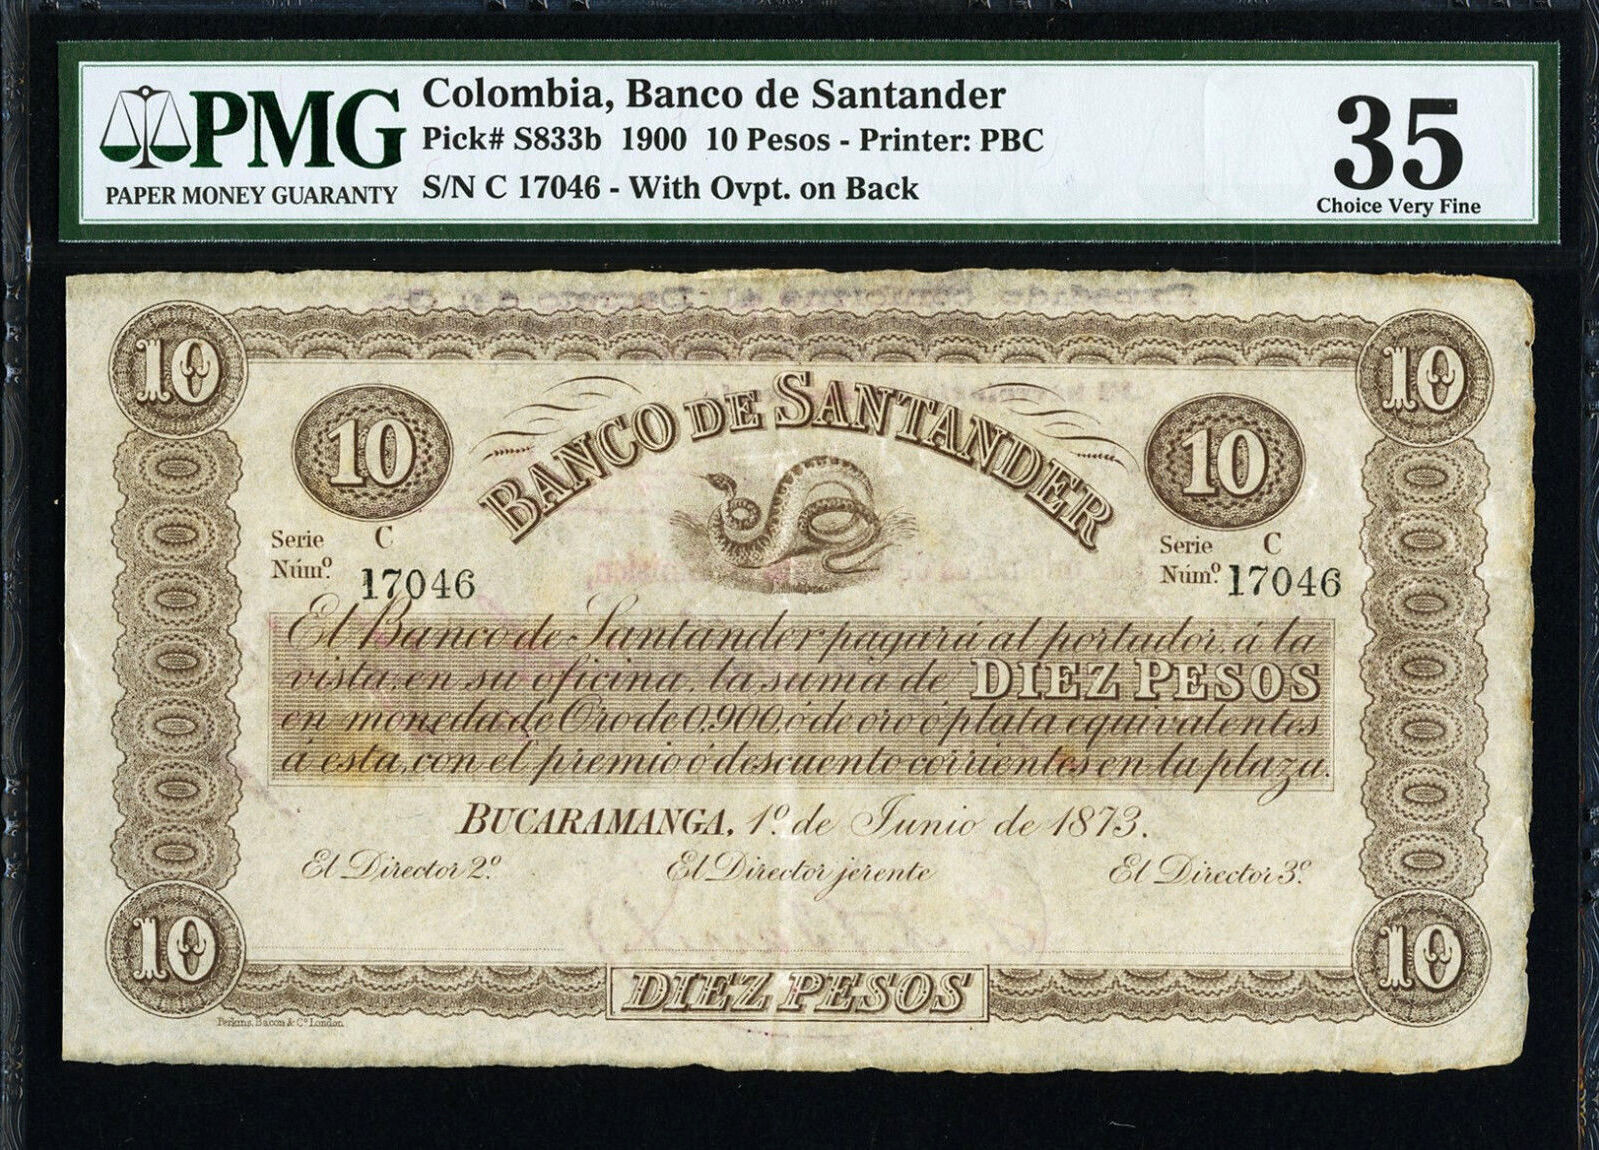 PMG
PAPER MONEY GUARANTY
Colombia, Banco de Santander
Pick# S833b 1900 10 Pesos - Printer: PBC
S/N C 17046 - With Ovpt. on Back
35
Choice Very Fine
10
10
10
10
BANCO DE SANTANDER
Serie C
Núm.º 17046
Serie C
Núm.º 17046
El Banco de Santander pagará al portador, á la
vista, en su oficina, la suma de DIEZ PESOS
en moneda de Oro de 0,900, ó de oro ó plata equivalentes
á esta, con el premio ó descuento corrientes en la plaza.
BUCARAMANGA, 1º de Junio de 1873.
El Director 2º.
El Director jerente
El Director 3º.
10
DIEZ PESOS
10
Perkins, Bacon & Cº London